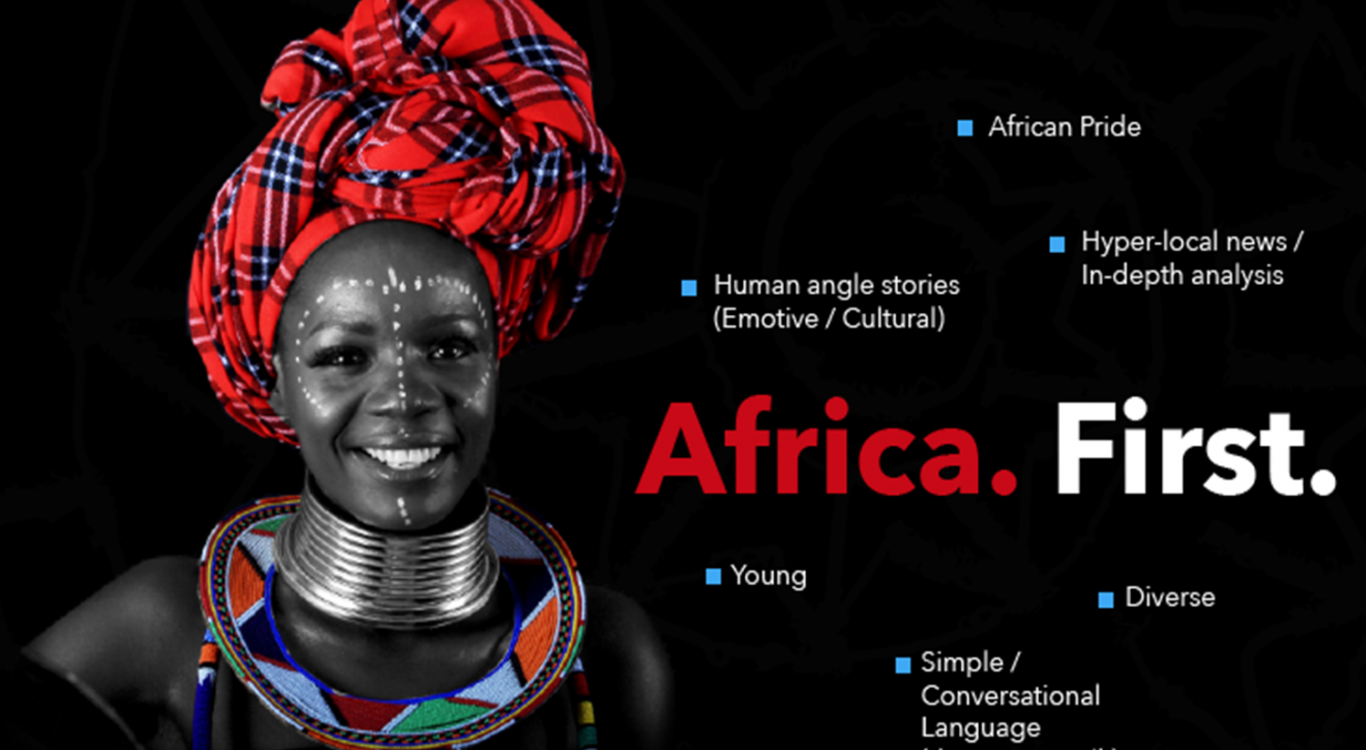 African Pride
Hyper-local news /
In-depth analysis
Human angle stories
(Emotive / Cultural)
Africa. First.
Young
Diverse
Simple /
Conversational
Language